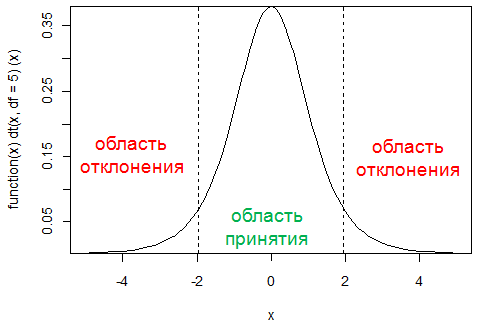 0.35
0.25
0.15
0.05
function(x) dt(x, df = 5) (x)
область
отклонения
область
отклонения
область
принятия
-4
-2
0
2
4
x